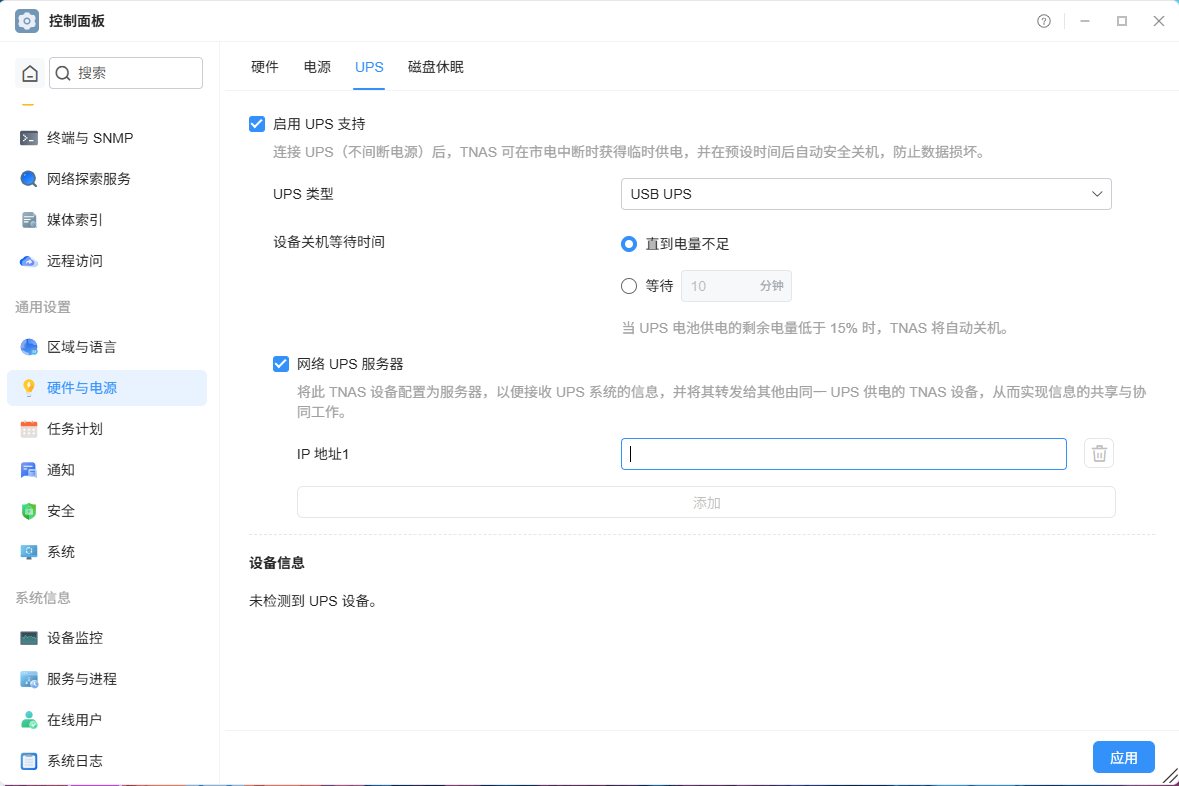 控制面板
搜索
终端与 SNMP
网络探索服务
媒体索引
远程访问
通用设置
区域与语言
硬件与电源
任务计划
通知
安全
系统
系统信息
设备监控
服务与进程
在线用户
系统日志
硬件 电源 UPS 磁盘休眠
启用 UPS 支持
连接 UPS（不间断电源）后，TNAS 可在市电中断时获得临时供电，并在预设时间后自动安全关机，防止数据损坏。
UPS 类型 USB UPS
设备关机等待时间 直到电量不足
等待 10 分钟
当 UPS 电池供电的剩余电量低于 15% 时，TNAS 将自动关机。
网络 UPS 服务器
将此 TNAS 设备配置为服务器，以便接收 UPS 系统的信息，并将其转发给其他由同一 UPS 供电的 TNAS 设备，从而实现信息的共享与协
同工作。
IP 地址1
添加
设备信息
未检测到 UPS 设备。
应用